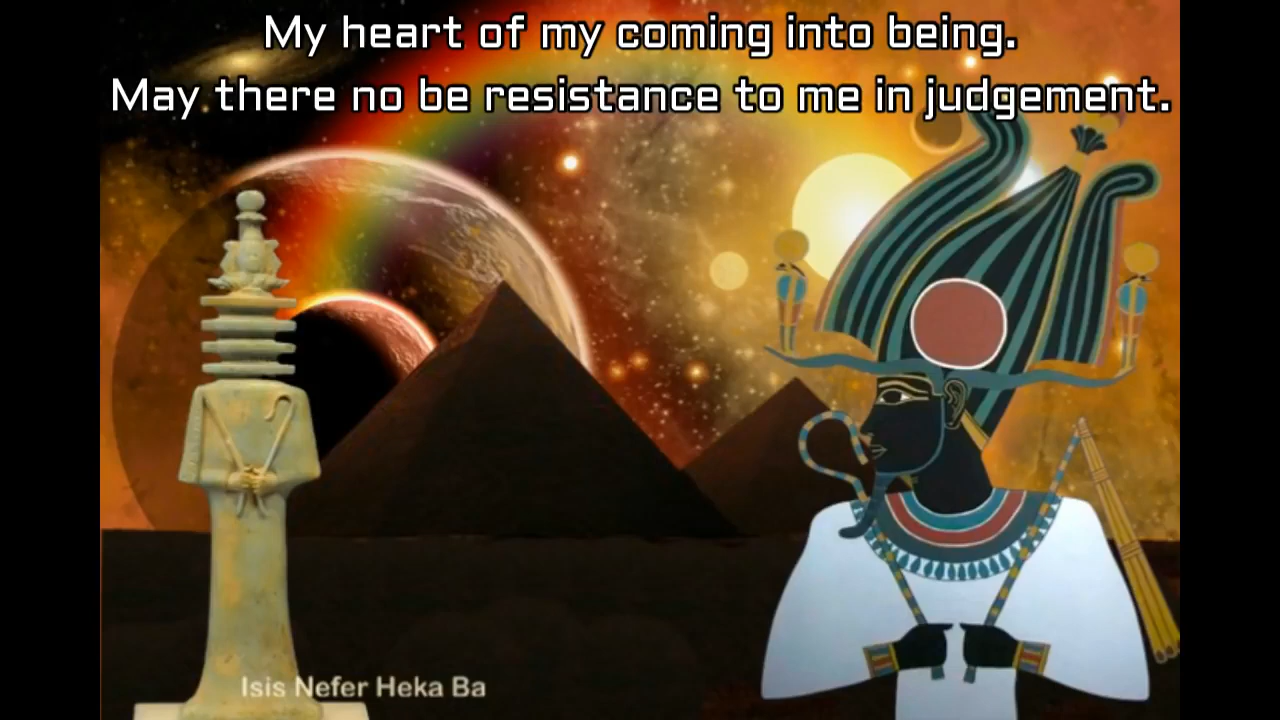 My heart of my coming into being.
May there no be resistance to me in judgement.
Isis Nefer Heka Ba